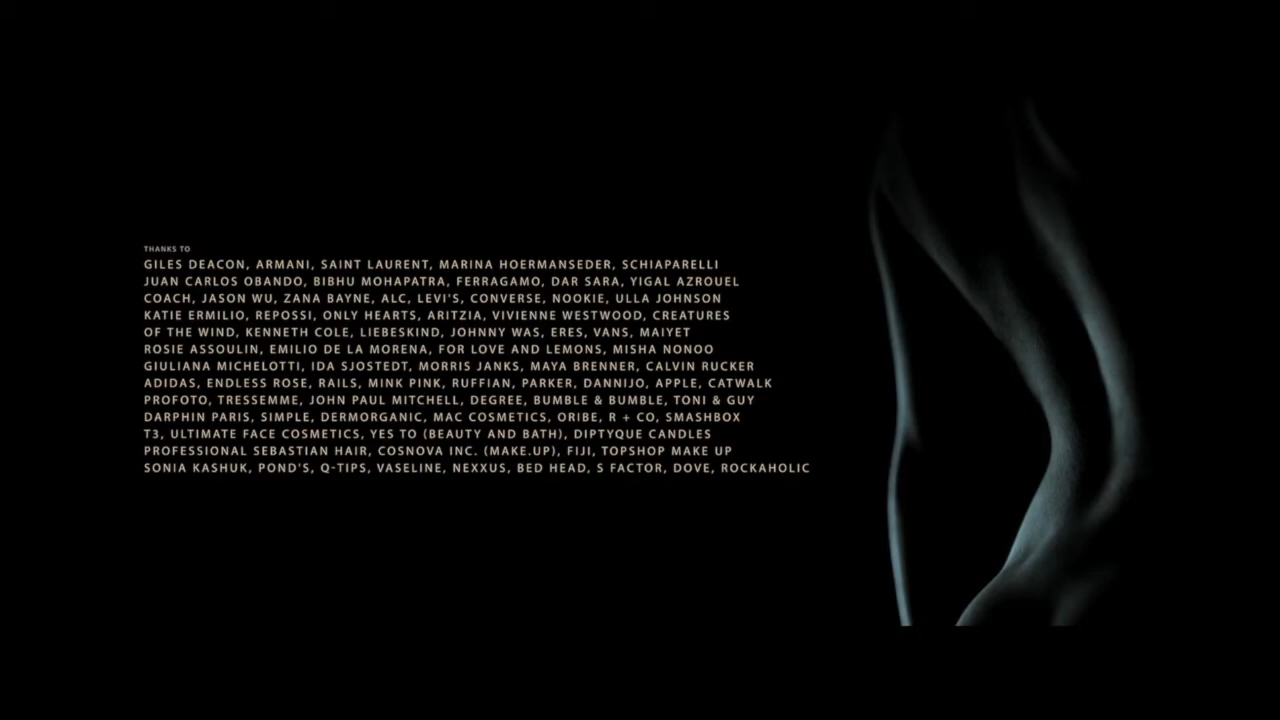 THANKS TO
GILES DEACON, ARMANI, SAINT LAURENT, MARINA HOERMANSEDER, SCHIAPARELLI
JUAN CARLOS OBANDO, BIBHU MOHAPATRA, FERRAGAMO, DAR SARA, YIGAL AZROUEL
COACH, JASON WU, ZANA BAYNE, ALC, LEVI'S, CONVERSE, NOOKIE, ULLA JOHNSON
KATIE ERMILIO, REPOSSI, ONLY HEARTS, ARITZIA, VIVIENNE WESTWOOD, CREATURES
OF THE WIND, KENNETH COLE, LIEBESKIND, JOHNNY WAS, ERES, VANS, MAIYET
ROSIE ASSOULIN, EMILIO DE LA MORENA, FOR LOVE AND LEMONS, MISHA NONOO
GIULIANA MICHELOTTI, IDA SJOSTEDT, MORRIS JANKS, MAYA BRENNER, CALVIN RUCKER
ADIDAS, ENDLESS ROSE, RAILS, MINK PINK, RUFFIAN, PARKER, DANNIJO, APPLE, CATWALK
PROFOTO, TRESSEMME, JOHN PAUL MITCHELL, DEGREE, BUMBLE & BUMBLE, TONI & GUY
DARPHIN PARIS, SIMPLE, DERMORGANIC, MAC COSMETICS, ORIBE, R + CO, SMASHBOX
T3, ULTIMATE FACE COSMETICS, YES TO (BEAUTY AND BATH), DIPTYQUE CANDLES
PROFESSIONAL SEBASTIAN HAIR, COSNOVA INC. (MAKE.UP), FIJI, TOPSHOP MAKE UP
SONIA KASHUK, POND'S, Q-TIPS, VASELINE, NEXXUS, BED HEAD, S FACTOR, DOVE, ROCKAHOLIC